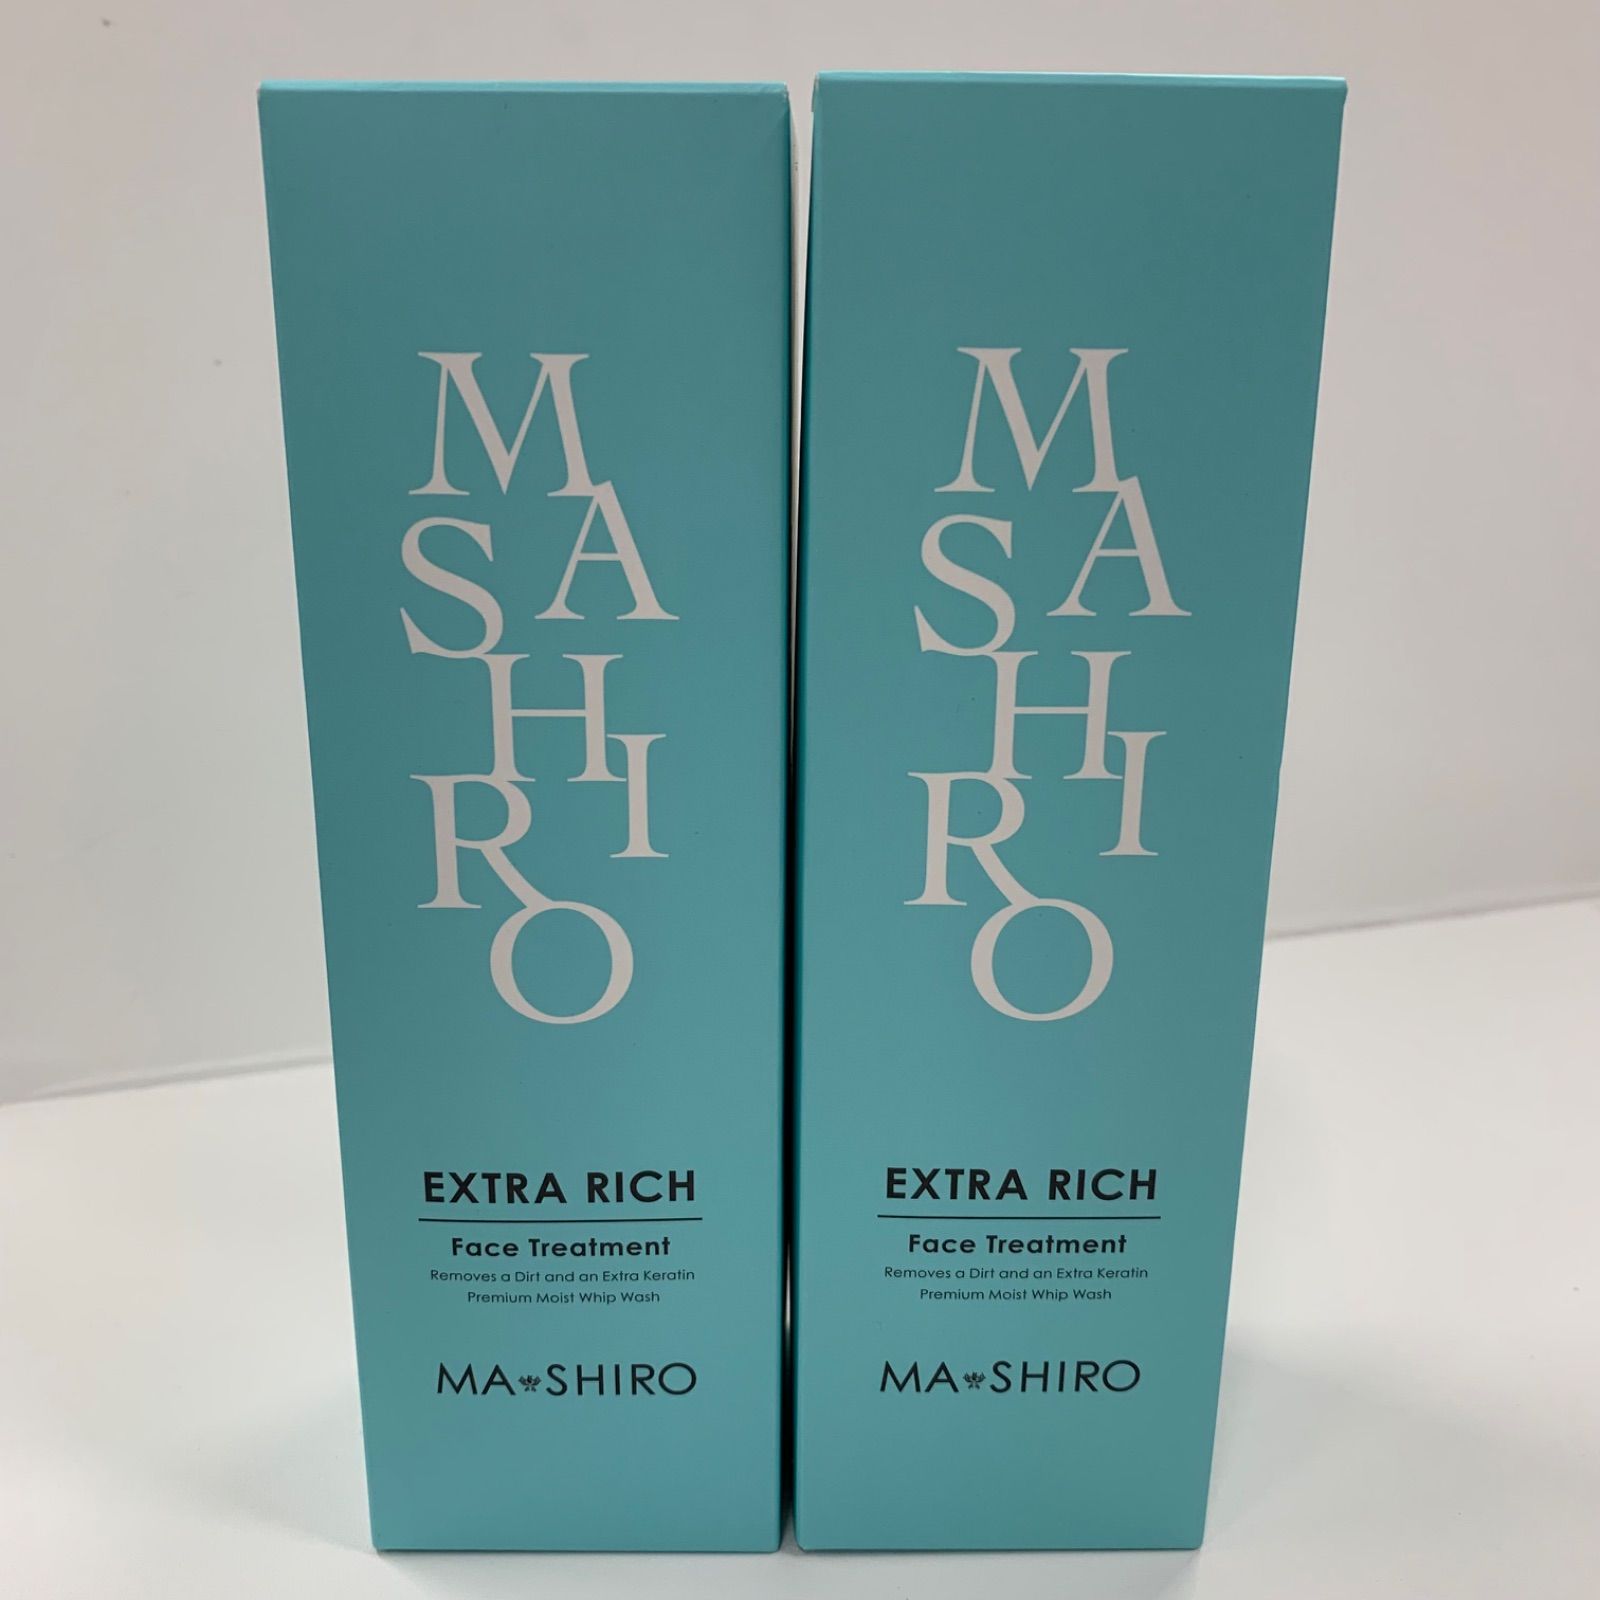 MASHIRO
EXTRA RICH
Face Treatment
Removes a Dirt and an Extra Keratin
Premium Moist Whip Wash
MA SHIRO
MASHIRO
EXTRA RICH
Face Treatment
Removes a Dirt and an Extra Keratin
Premium Moist Whip Wash
MA SHIRO